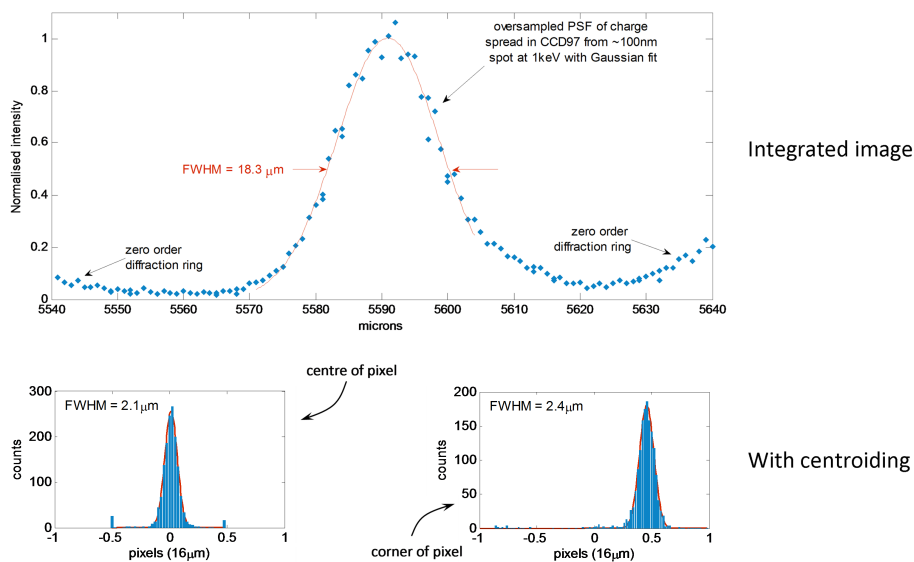 oversampled PSF of charge
spread in CCD97 from ~100nm
spot at 1keV with Gaussian fit
Integrated image
Normalised intensity
1
0.8
0.6
0.4
0.2
0
FWHM = 18.3 μm
zero order
diffraction ring
zero order
diffraction ring
5540 5550 5560 5570 5580 5590 5600 5610 5620 5630 5640
microns
centre of pixel
FWHM = 2.1μm
counts
300
200
100
0
-1 -0.5 0 0.5 1
pixels (16μm)
corner of pixel
FWHM = 2.4μm
counts
200
150
100
50
0
-1 -0.5 0 0.5 1
pixels (16μm)
With centroiding